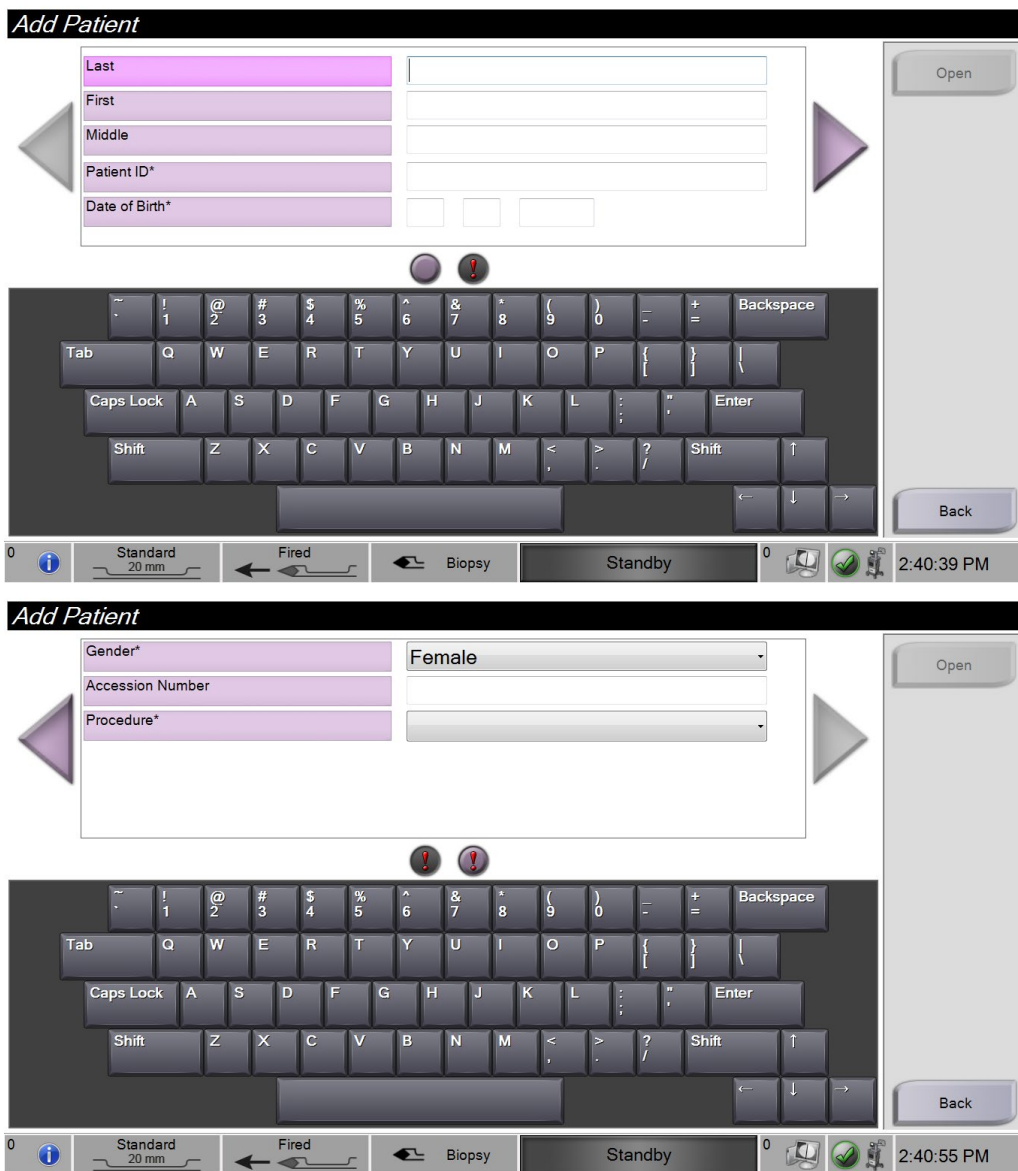 Add Patient
Last
First
Middle
Patient ID*
Date of Birth*
Open
~ ! @ # $ % ^ & * ( ) _ + Backspace
` 1 2 3 4 5 6 7 8 9 0 - =
Tab Q W E R T Y U I O P { } |
[ ] \
Caps Lock A S D F G H J K L : " Enter
; '
Shift Z X C V B N M < > ? Shift ↑
, . /
← ↓ →
Back
0 Standard Fired Biopsy Standby 0 2:40:39 PM
20 mm
Add Patient
Gender* Female
Accession Number
Procedure*
Open
~ ! @ # $ % ^ & * ( ) _ + Backspace
` 1 2 3 4 5 6 7 8 9 0 - =
Tab Q W E R T Y U I O P { } |
[ ] \
Caps Lock A S D F G H J K L : " Enter
; '
Shift Z X C V B N M < > ? Shift ↑
, . /
← ↓ →
Back
0 Standard Fired Biopsy Standby 0 2:40:55 PM
20 mm